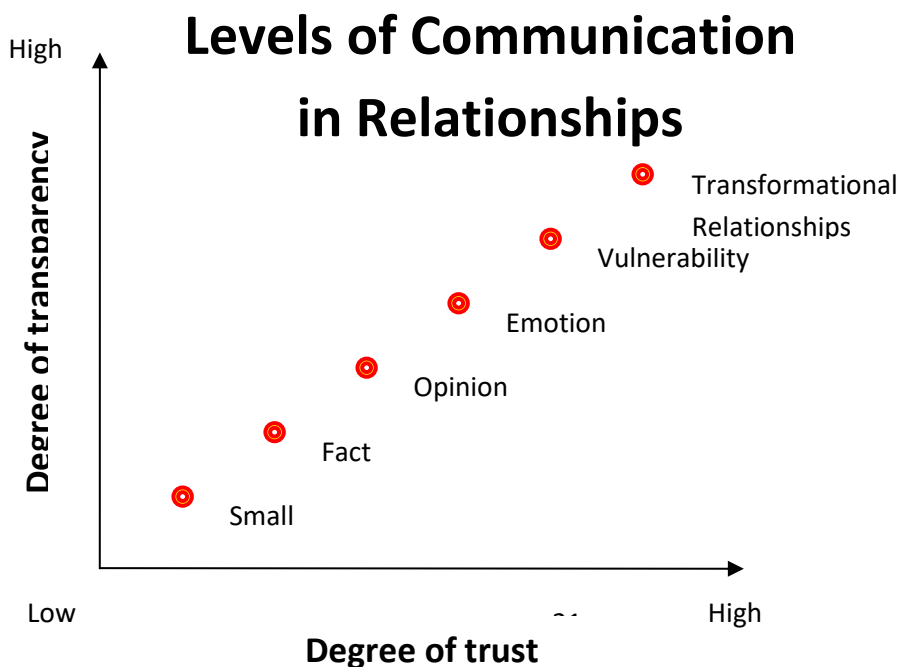 Levels of Communication
in Relationships
High
Degree of transparency
Transformational
Relationships
Vulnerability
Emotion
Opinion
Fact
Small
Low
High
Degree of trust